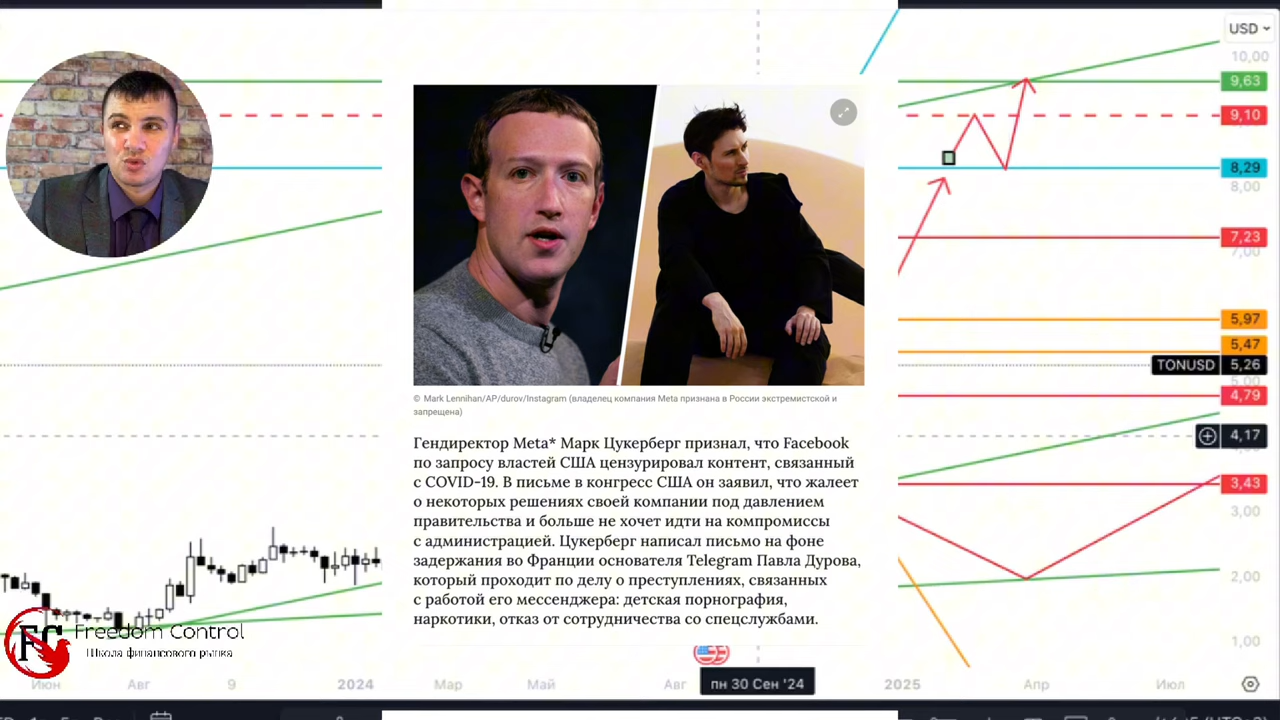 USD
10,00
9,63
9,10
8,29
8,00
7,23
7,00
5,97
5,47
TONUSD 5,26
5,00
4,79
4,17
3,43
3,00
2,00
1,00
© Mark Lennihan/AP/durov/Instagram (владелец компания Meta признана в России экстремистской и
запрещена)
Гендиректор Meta* Марк Цукерберг признал, что Facebook
по запросу властей США цензурировал контент, связанный
с COVID-19. В письме в конгресс США он заявил, что жалеет
о некоторых решениях своей компании под давлением
правительства и больше не хочет идти на компромиссы
с администрацией. Цукерберг написал письмо на фоне
задержания во Франции основателя Telegram Павла Дурова,
который проходит по делу о преступлениях, связанных
с работой его мессенджера: детская порнография,
наркотики, отказ от сотрудничества со спецслужбами.
FC Freedom Control
Школа финансового рынка
Июн Авг 9 2024 Мар Май Авг пн 30 Сен '24 2025 Апр Июл